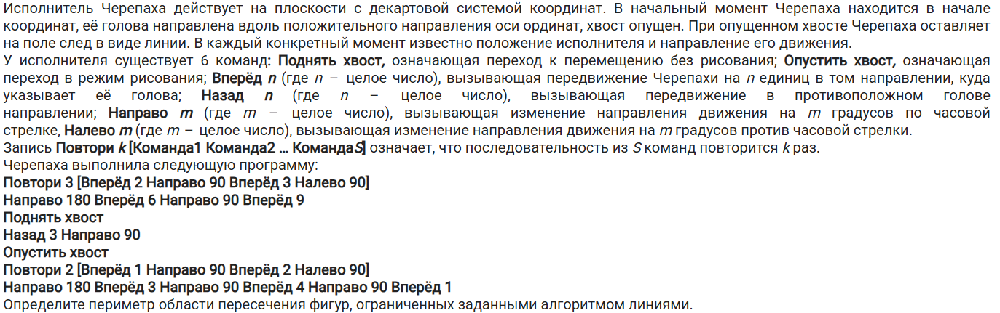 Исполнитель Черепаха действует на плоскости с декартовой системой координат. В начальный момент Черепаха находится в начале
координат, её голова направлена вдоль положительного направления оси ординат, хвост опущен. При опущенном хвосте Черепаха оставляет
на поле след в виде линии. В каждый конкретный момент известно положение исполнителя и направление его движения.
У исполнителя существует 6 команд: Поднять хвост, означающая переход к перемещению без рисования; Опустить хвост, означающая
переход в режим рисования; Вперёд n (где n – целое число), вызывающая передвижение Черепахи на n единиц в том направлении, куда
указывает её голова; Назад n (где n – целое число), вызывающая передвижение в противоположном голове
направлении; Направо m (где m – целое число), вызывающая изменение направления движения на m градусов по часовой
стрелке, Налево m (где m – целое число), вызывающая изменение направления движения на m градусов против часовой стрелки.
Запись Повтори k [Команда1 Команда2 … КомандаS] означает, что последовательность из S команд повторится k раз.
Черепаха выполнила следующую программу:
Повтори 3 [Вперёд 2 Направо 90 Вперёд 3 Налево 90]
Направо 180 Вперёд 6 Направо 90 Вперёд 9
Поднять хвост
Назад 3 Направо 90
Опустить хвост
Повтори 2 [Вперёд 1 Направо 90 Вперёд 2 Налево 90]
Направо 180 Вперёд 3 Направо 90 Вперёд 4 Направо 90 Вперёд 1
Определите периметр области пересечения фигур, ограниченных заданными алгоритмом линиями.